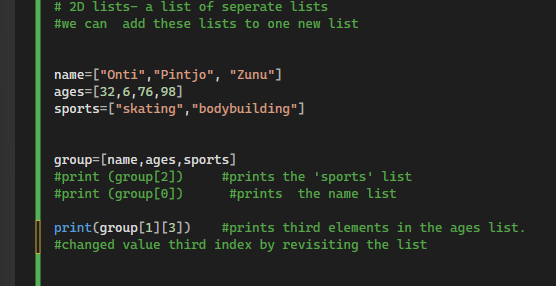 # 2D lists- a list of seperate lists
#we can  add these lists to one new list
name=["Onti","Pintjo", "Zunu"]
ages=[32,6,76,98]
sports=["skating","bodybuilding"]
group=[name,ages,sports]
#print (group[2])     #prints the 'sports' list
#print (group[0])      #prints  the name list
print(group[1][3])    #prints third elements in the ages list.
#changed value third index by revisiting the list